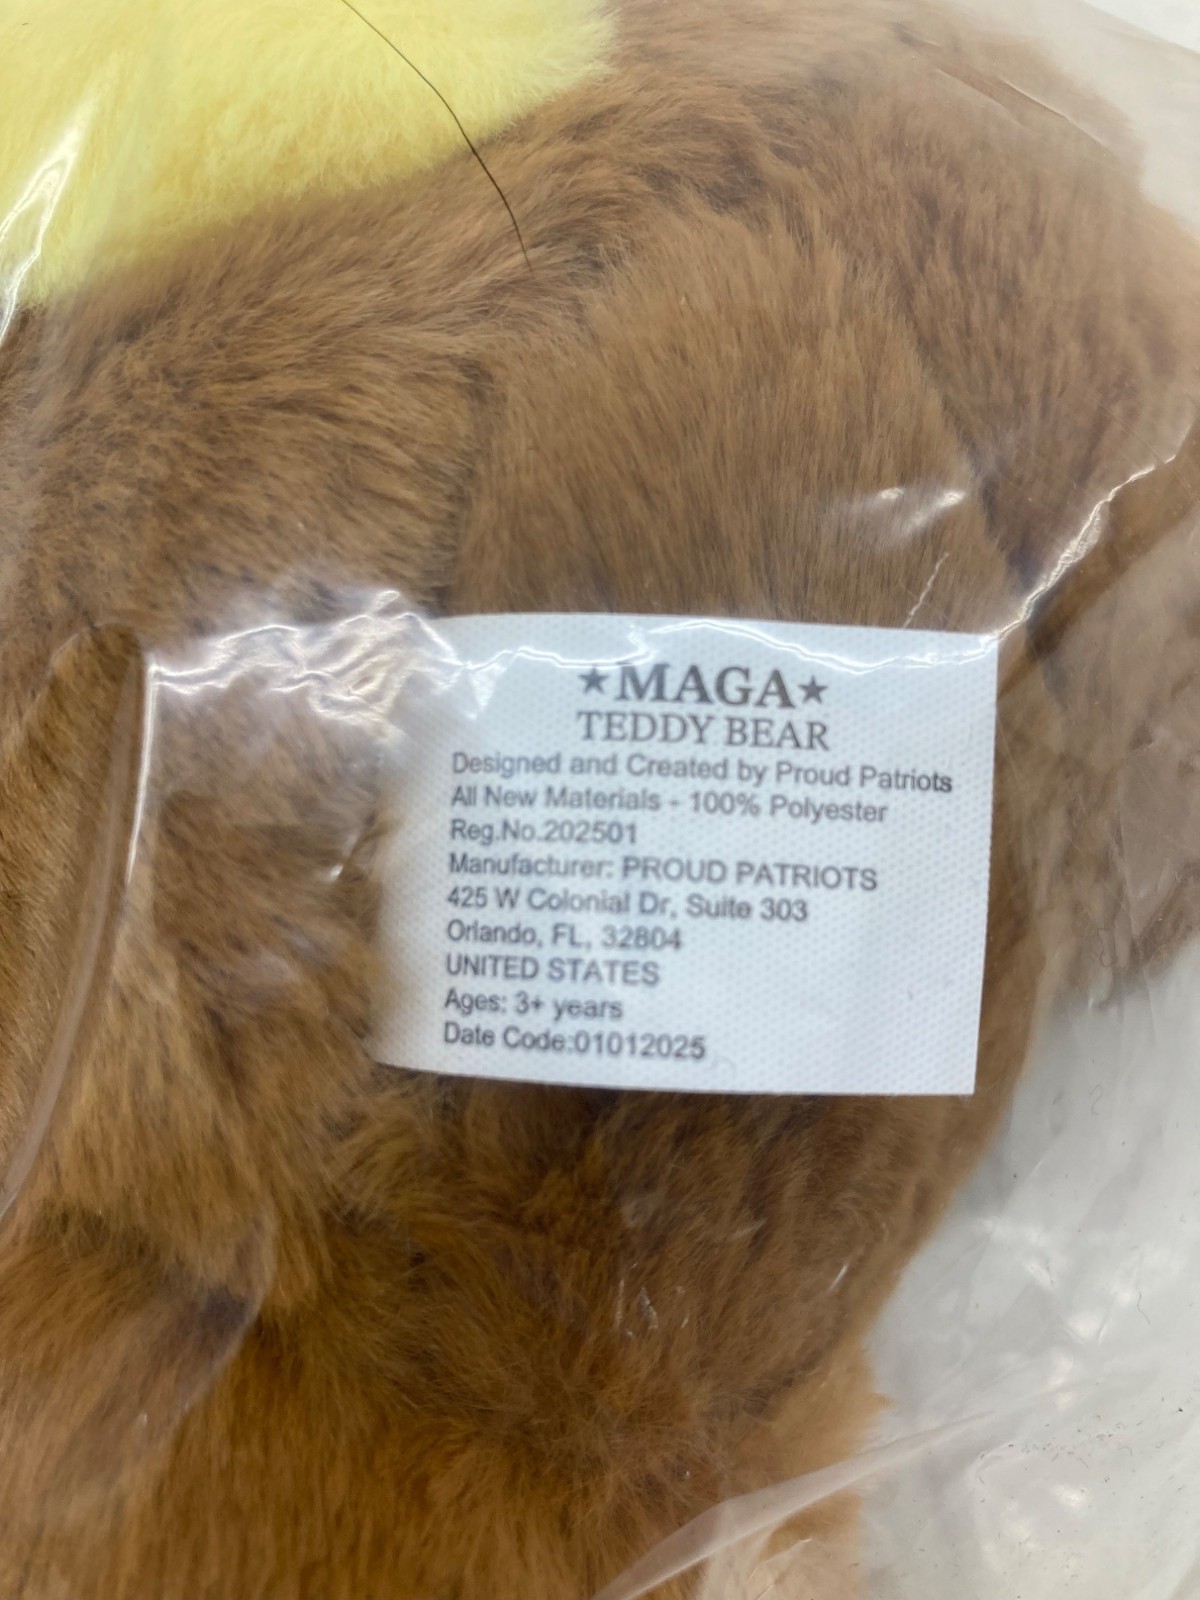 ★MAGA★
TEDDY BEAR
Designed and Created by Proud Patriots
All New Materials - 100% Polyester
Reg.No.202501
Manufacturer: PROUD PATRIOTS
425 W Colonial Dr, Suite 303
Orlando, FL, 32804
UNITED STATES
Ages: 3+ years
Date Code:01012025